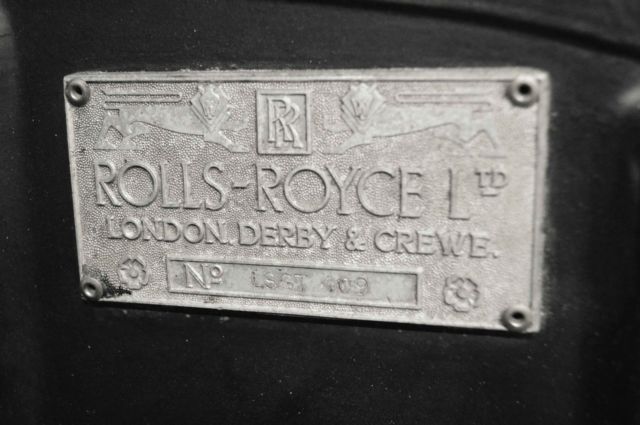 RR
ROLLS-ROYCE LTD
LONDON. DERBY & CREWE.
No